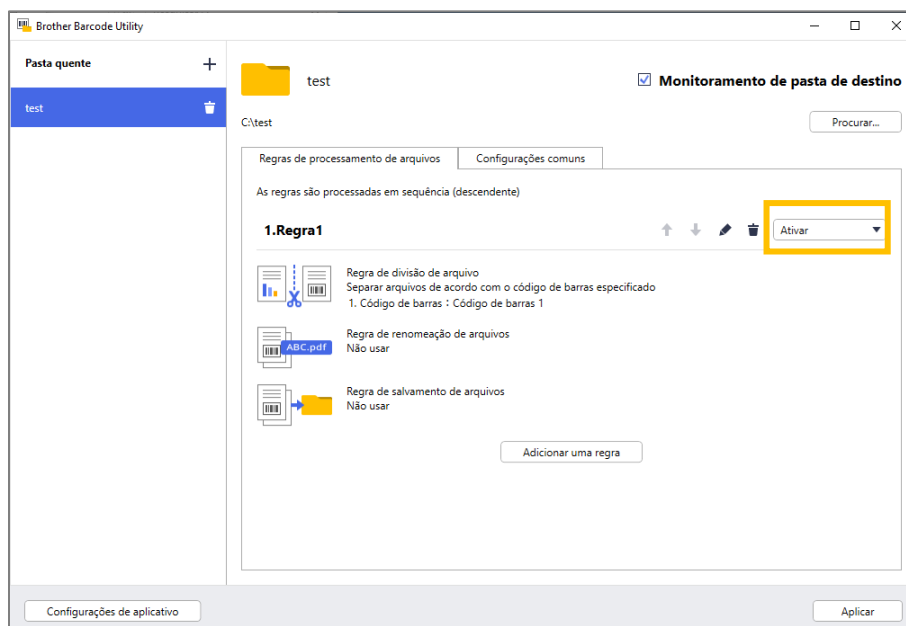 Brother Barcode Utility
Pasta quente
test
test
Monitoramento de pasta de destino
C:\test
Procurar...
Regras de processamento de arquivos
Configurações comuns
As regras são processadas em sequência (descendente)
1.Regra1
Ativar
Regra de divisão de arquivo
Separar arquivos de acordo com o código de barras especificado
1. Código de barras : Código de barras 1
Regra de renomeação de arquivos
ABC.pdf
Não usar
Regra de salvamento de arquivos
Não usar
Adicionar uma regra
Configurações de aplicativo
Aplicar